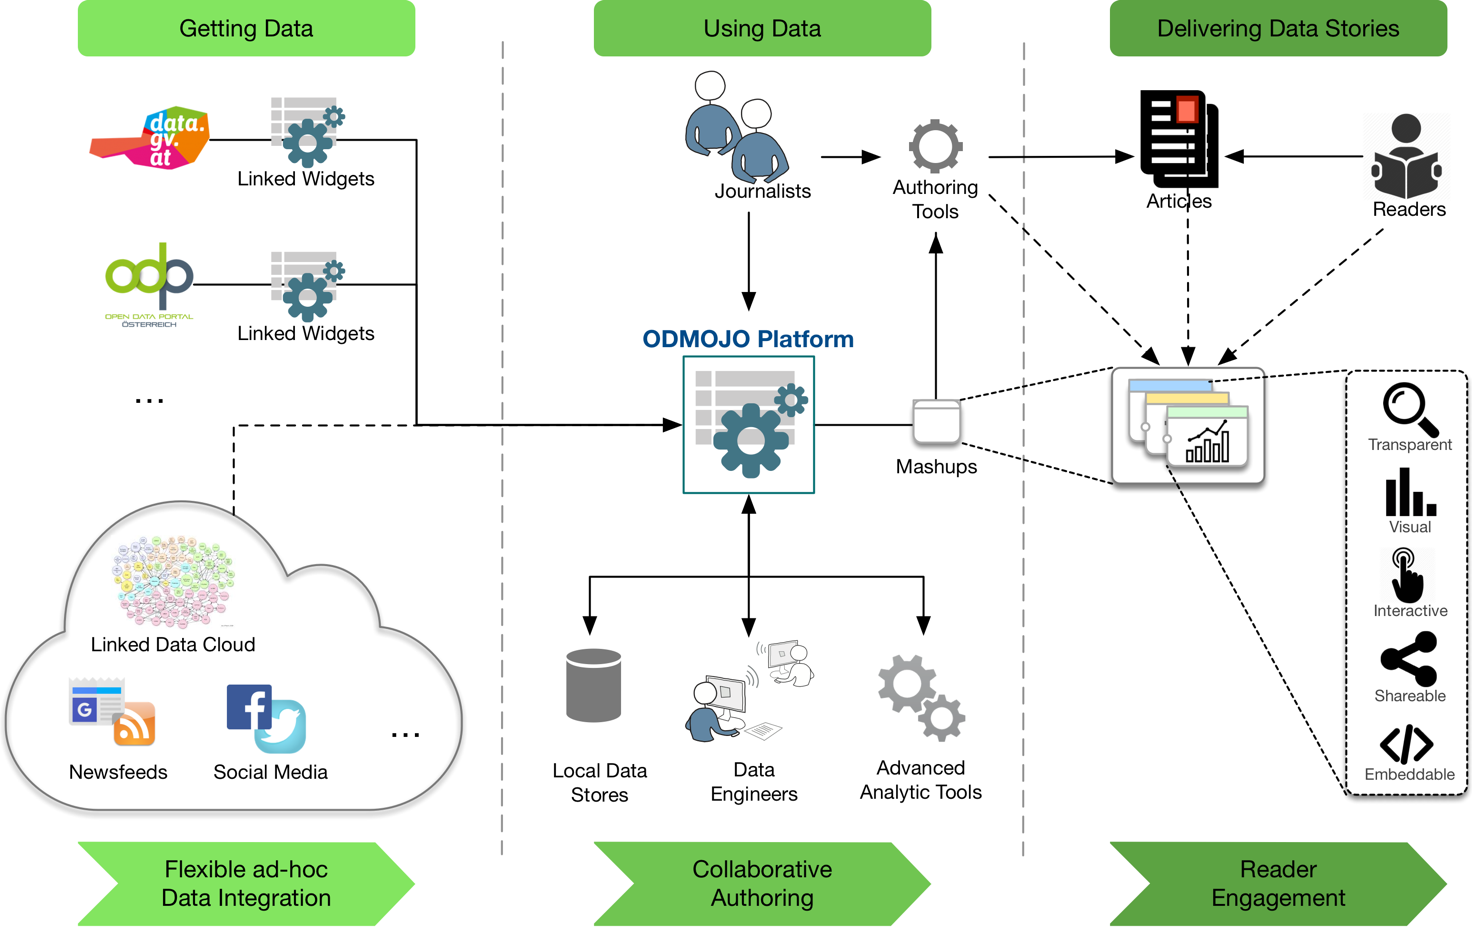 Getting Data
Using Data
Delivering Data Stories
data.
gv.
at
Linked Widgets
Journalists
Authoring
Tools
Articles
Readers
odp
OPEN DATA PORTAL
ÖSTERREICH
Linked Widgets
...
ODMOJO Platform
Mashups
Transparent
Visual
Interactive
Shareable
Embeddable
Linked Data Cloud
G
f
...
Newsfeeds
Social Media
Local Data
Stores
Data
Engineers
Advanced
Analytic Tools
Flexible ad-hoc
Data Integration
Collaborative
Authoring
Reader
Engagement